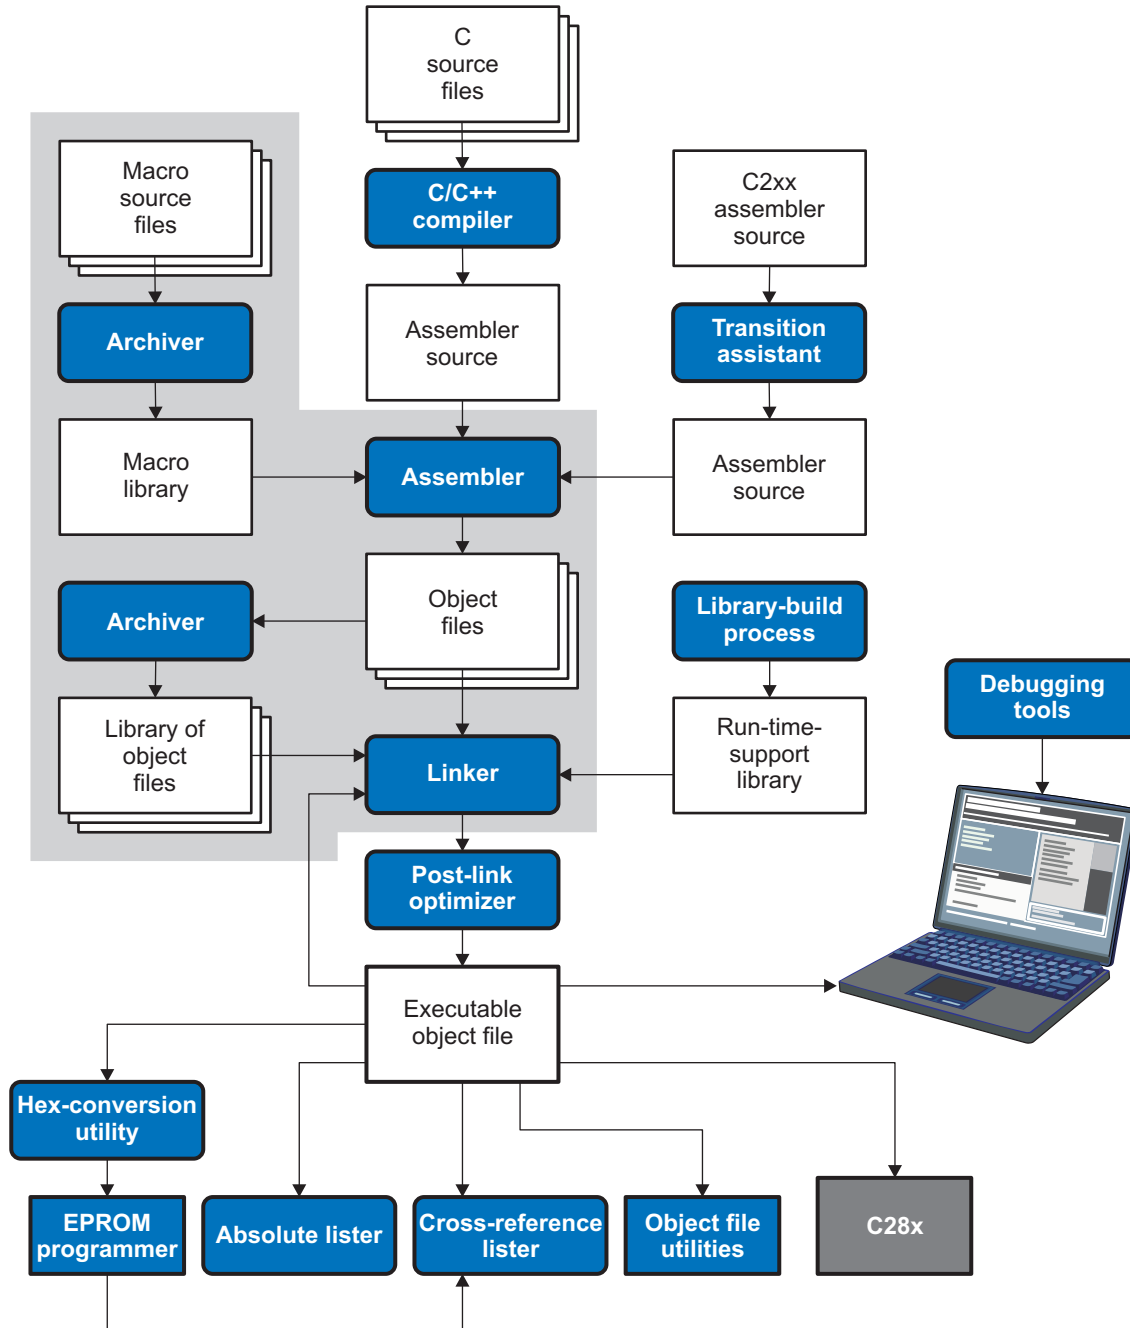 C
source
files
Macro
source
files
C/C++
compiler
C2xx
assembler
source
Archiver
Assembler
source
Transition
assistant
Macro
library
Assembler
Assembler
source
Archiver
Object
files
Library-build
process
Library of
object
files
Linker
Run-time-
support
library
Debugging
tools
Post-link
optimizer
Executable
object file
Hex-conversion
utility
EPROM
programmer
Absolute lister
Cross-reference
lister
Object file
utilities
C28x